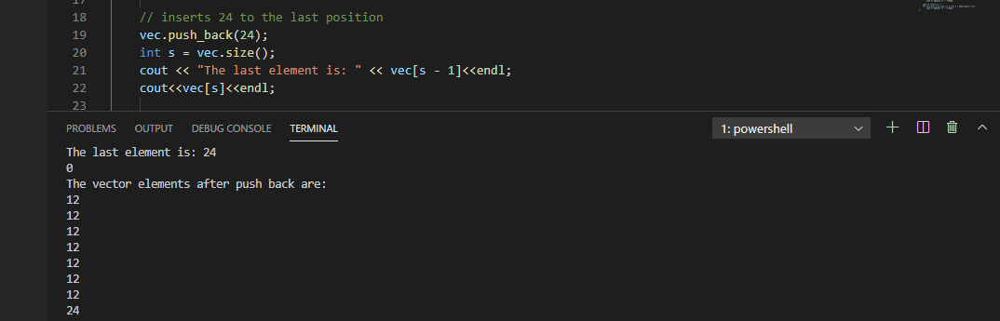 17
18 // inserts 24 to the last position
19 vec.push_back(24);
20 int s = vec.size();
21 cout << "The last element is: " << vec[s - 1]<<endl;
22 cout<<vec[s]<<endl;
23
PROBLEMS OUTPUT DEBUG CONSOLE TERMINAL 1: powershell
The last element is: 24
0
The vector elements after push back are:
12
12
12
12
12
12
12
24